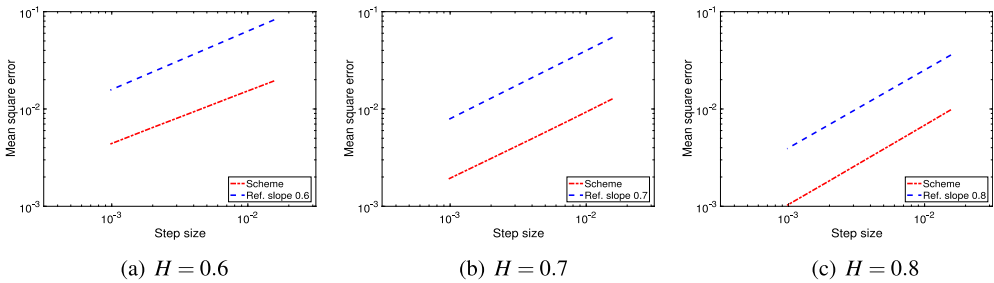 10⁻¹
10⁻²
10⁻³
Mean square error
Scheme
Ref. slope 0.6
10⁻³ 10⁻²
Step size
(a) H = 0.6
10⁻¹
10⁻²
10⁻³
Mean square error
Scheme
Ref. slope 0.7
10⁻³ 10⁻²
Step size
(b) H = 0.7
10⁻¹
10⁻²
10⁻³
Mean square error
Scheme
Ref. slope 0.8
10⁻³ 10⁻²
Step size
(c) H = 0.8